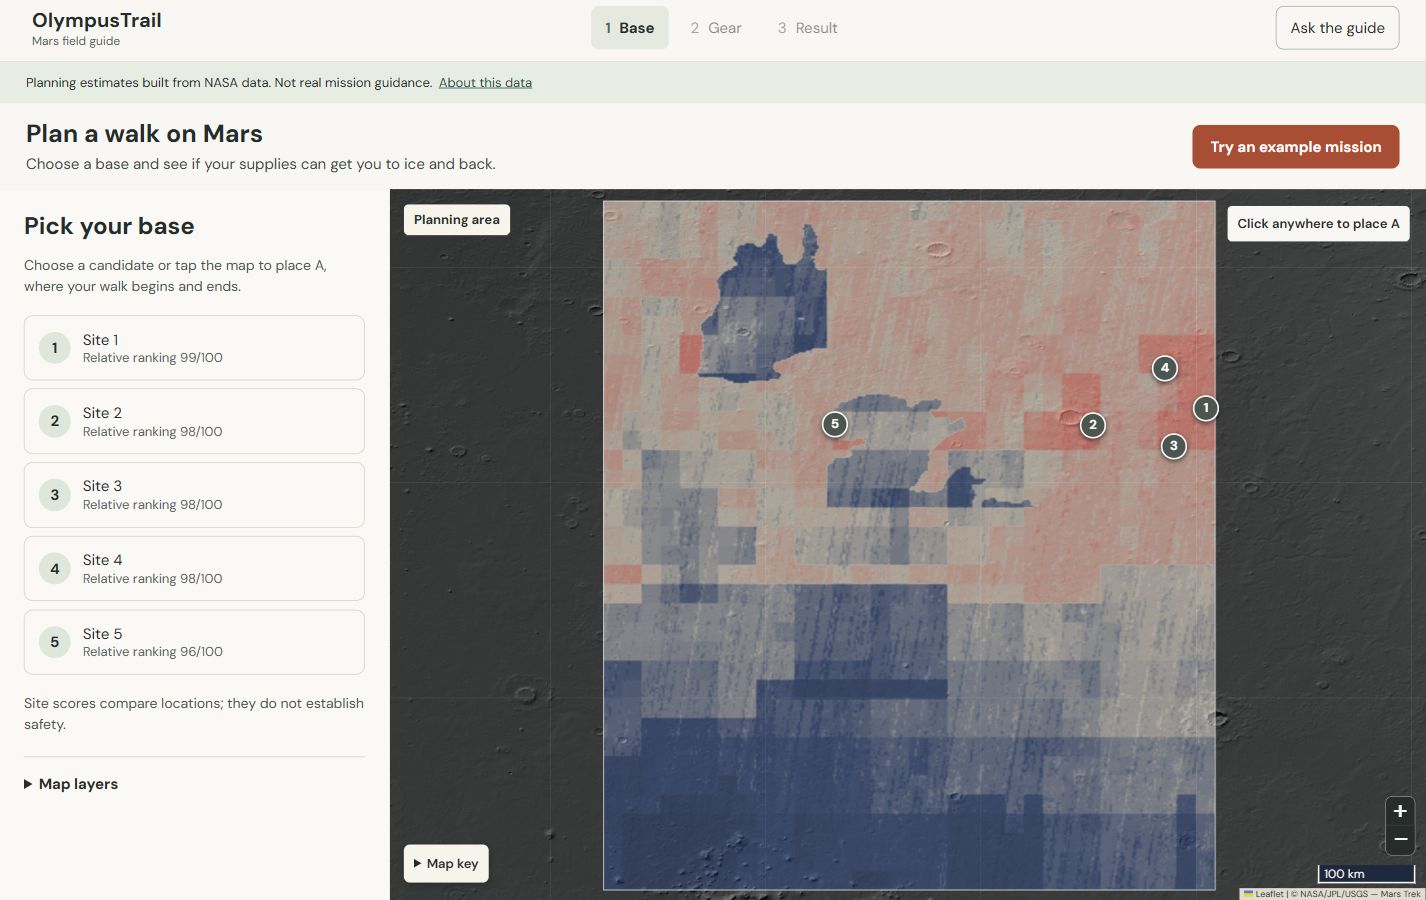 OlympusTrail
Mars field guide
1 Base
2 Gear
3 Result
Ask the guide
Planning estimates built from NASA data. Not real mission guidance. About this data
Plan a walk on Mars
Choose a base and see if your supplies can get you to ice and back.
Try an example mission
Pick your base
Choose a candidate or tap the map to place A,
where your walk begins and ends.
1
Site 1
Relative ranking 99/100
2
Site 2
Relative ranking 98/100
3
Site 3
Relative ranking 98/100
4
Site 4
Relative ranking 98/100
5
Site 5
Relative ranking 96/100
Site scores compare locations; they do not establish
safety.
▶ Map layers
Planning area
Click anywhere to place A
4
1
5
2
3
▶ Map key
+
−
100 km
Leaflet | © NASA/JPL/USGS — Mars Trek